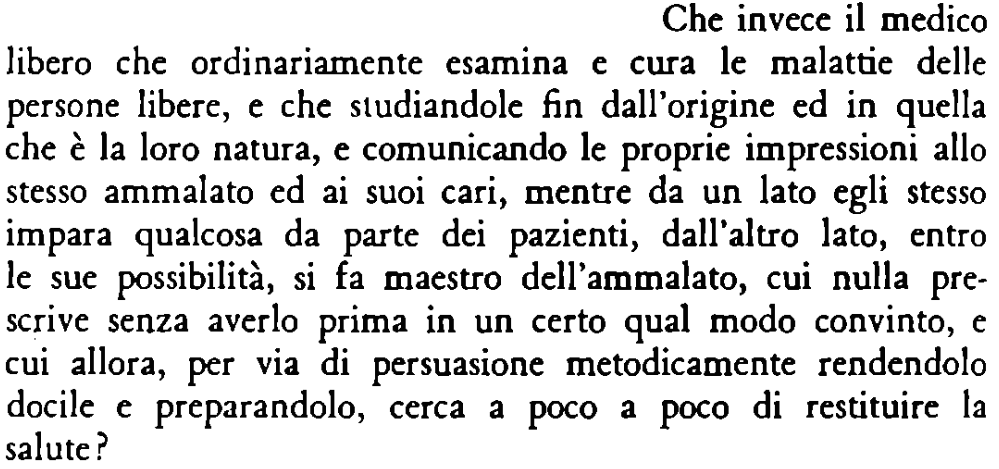 Che invece il medico
libero che ordinariamente esamina e cura le malattie delle
persone libere, e che studiandole fin dall'origine ed in quella
che è la loro natura, e comunicando le proprie impressioni allo
stesso ammalato ed ai suoi cari, mentre da un lato egli stesso
impara qualcosa da parte dei pazienti, dall'altro lato, entro
le sue possibilità, si fa maestro dell'ammalato, cui nulla pre-
scrive senza averlo prima in un certo qual modo convinto, e
cui allora, per via di persuasione metodicamente rendendolo
docile e preparandolo, cerca a poco a poco di restituire la
salute?